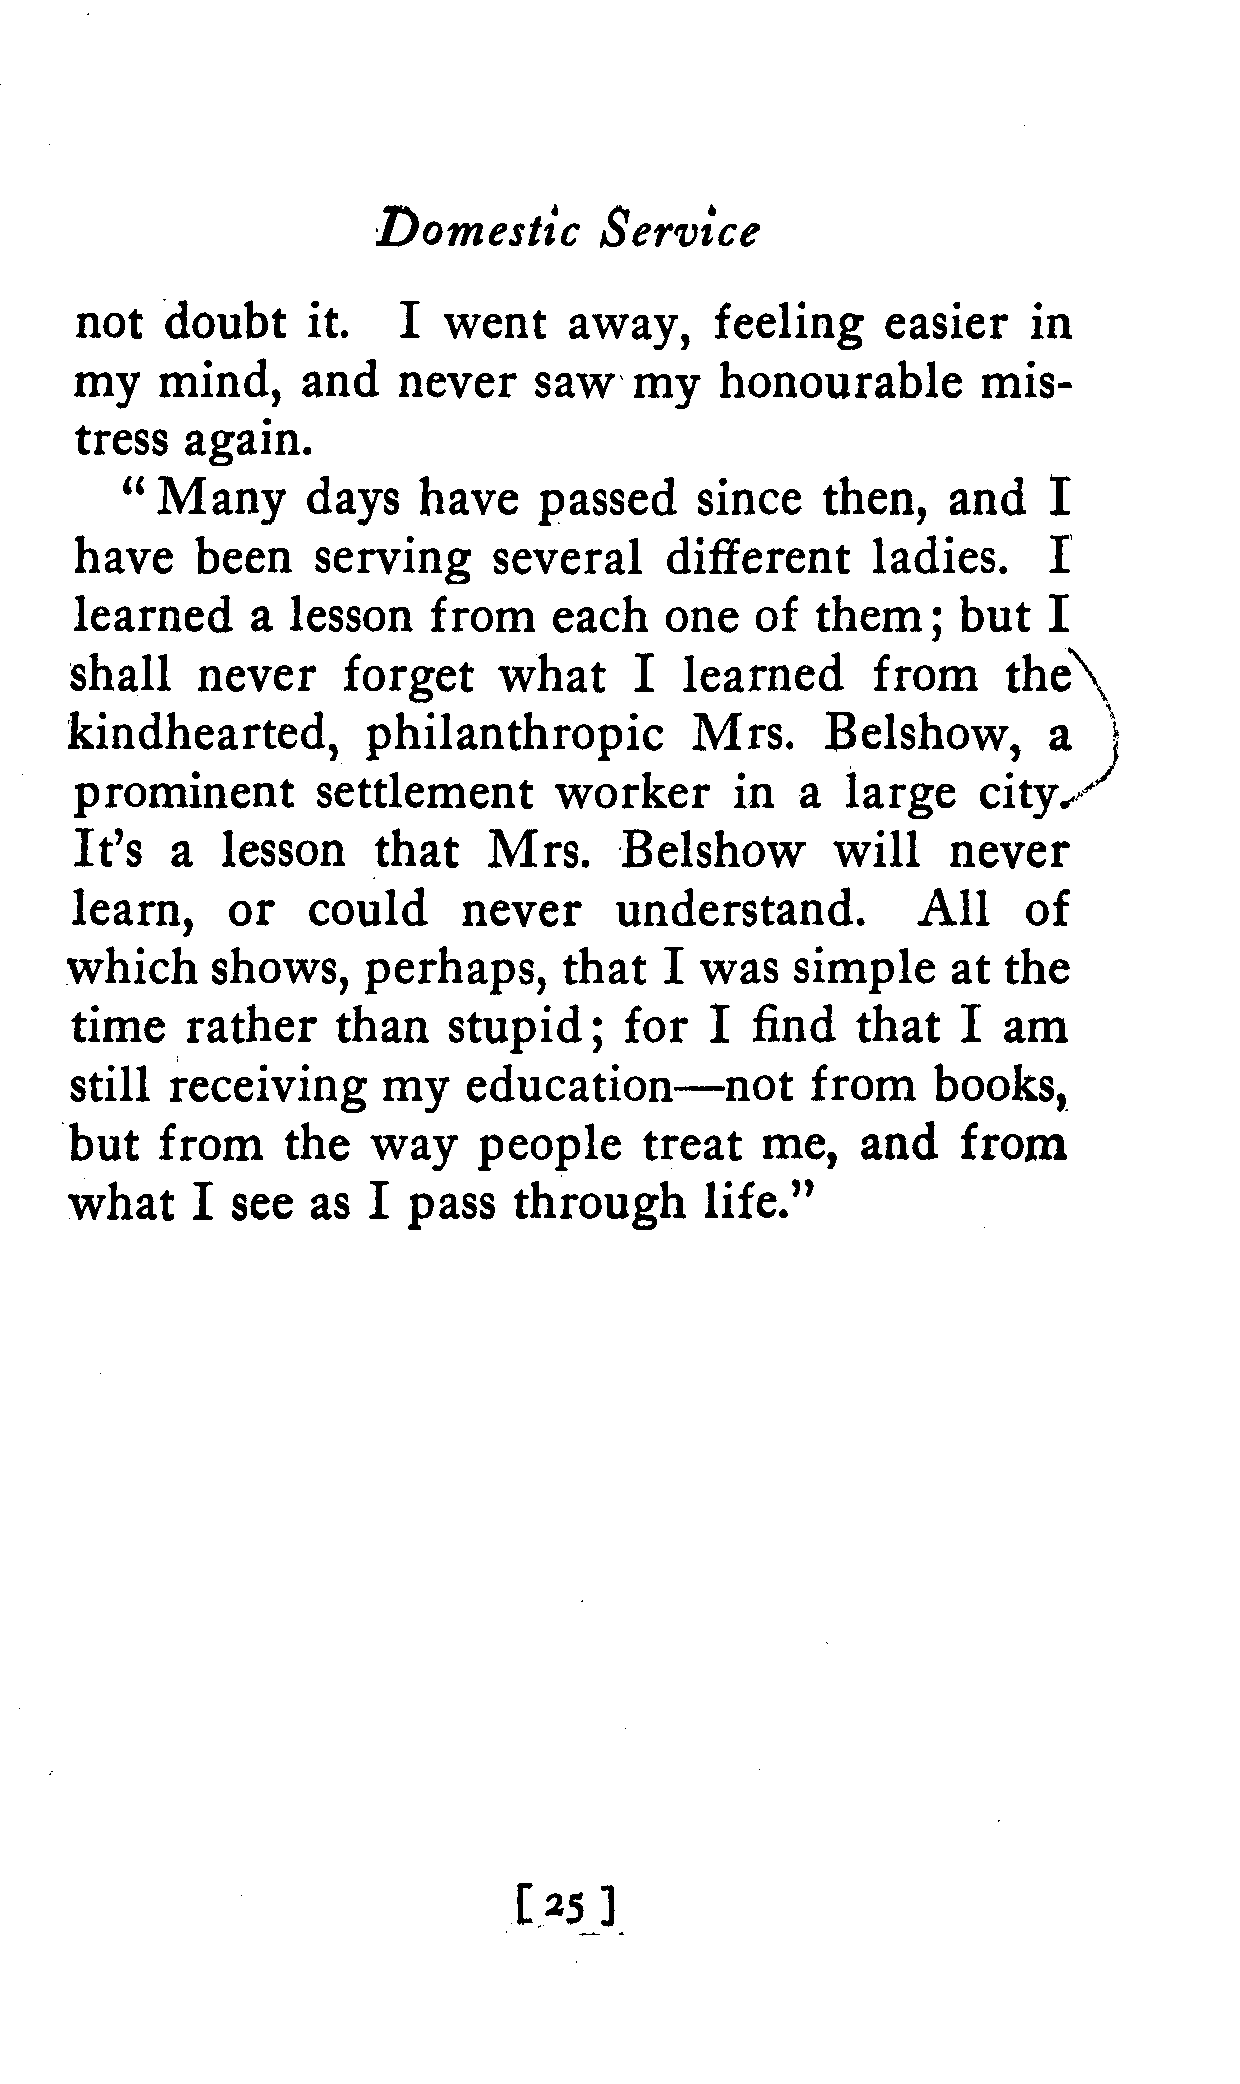 Domestic Service
not doubt it. I went away, feeling easier in
my mind, and never saw my honourable mis-
tress again.
"Many days have passed since then, and I
have been serving several different ladies. I
learned a lesson from each one of them; but I
shall never forget what I learned from the
kindhearted, philanthropic Mrs. Belshow, a
prominent settlement worker in a large city.
It's a lesson that Mrs. Belshow will never
learn, or could never understand. All of
which shows, perhaps, that I was simple at the
time rather than stupid; for I find that I am
still receiving my education—not from books,
but from the way people treat me, and from
what I see as I pass through life."
[ 25 ]